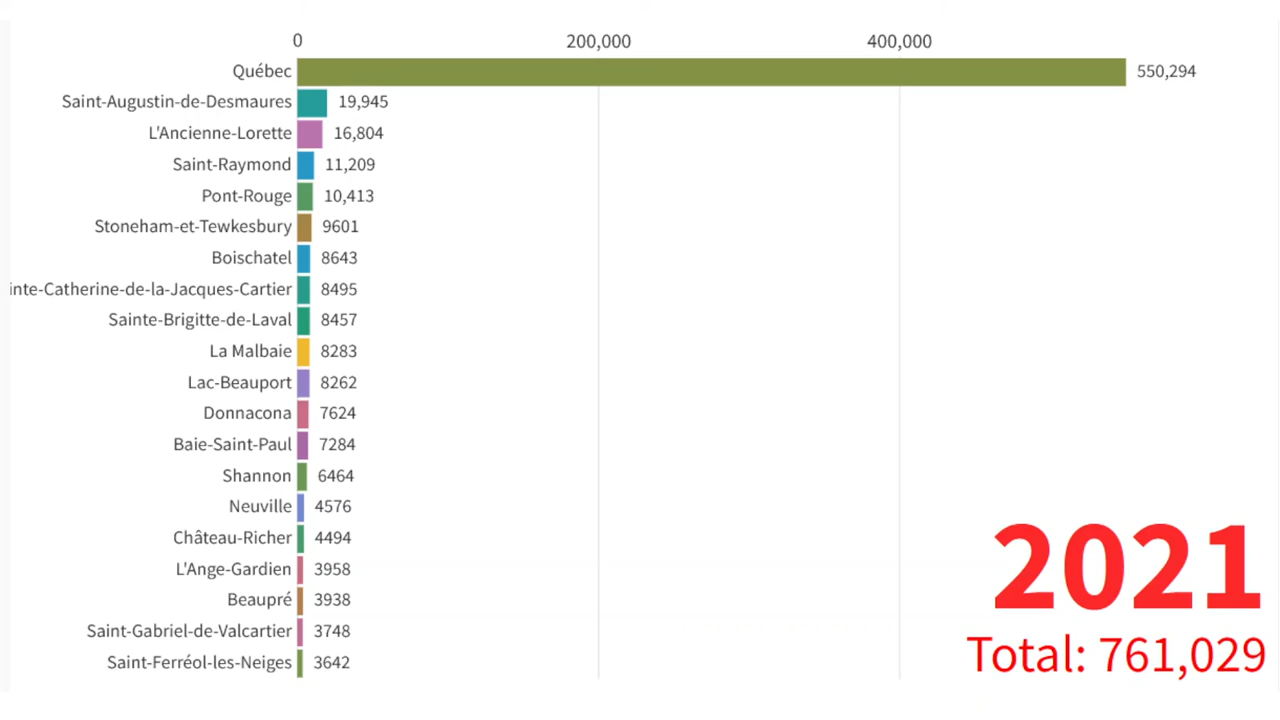 0 200,000 400,000
Québec 550,294
Saint-Augustin-de-Desmaures 19,945
L'Ancienne-Lorette 16,804
Saint-Raymond 11,209
Pont-Rouge 10,413
Stoneham-et-Tewkesbury 9601
Boischatel 8643
inte-Catherine-de-la-Jacques-Cartier 8495
Sainte-Brigitte-de-Laval 8457
La Malbaie 8283
Lac-Beauport 8262
Donnacona 7624
Baie-Saint-Paul 7284
Shannon 6464
Neuville 4576
Château-Richer 4494
L'Ange-Gardien 3958
Beaupré 3938
Saint-Gabriel-de-Valcartier 3748
Saint-Ferréol-les-Neiges 3642
2021
Total: 761,029